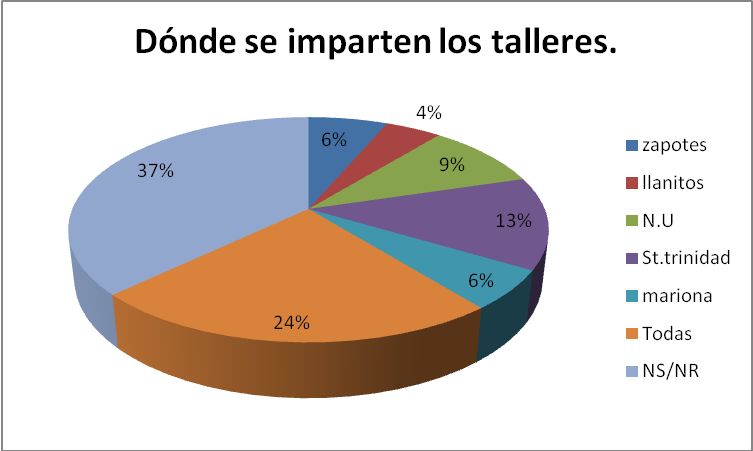 Dónde se imparten los talleres.
6%
4%
9%
13%
6%
24%
37%
zapotes
llanitos
N.U
St.trinidad
mariona
Todas
NS/NR